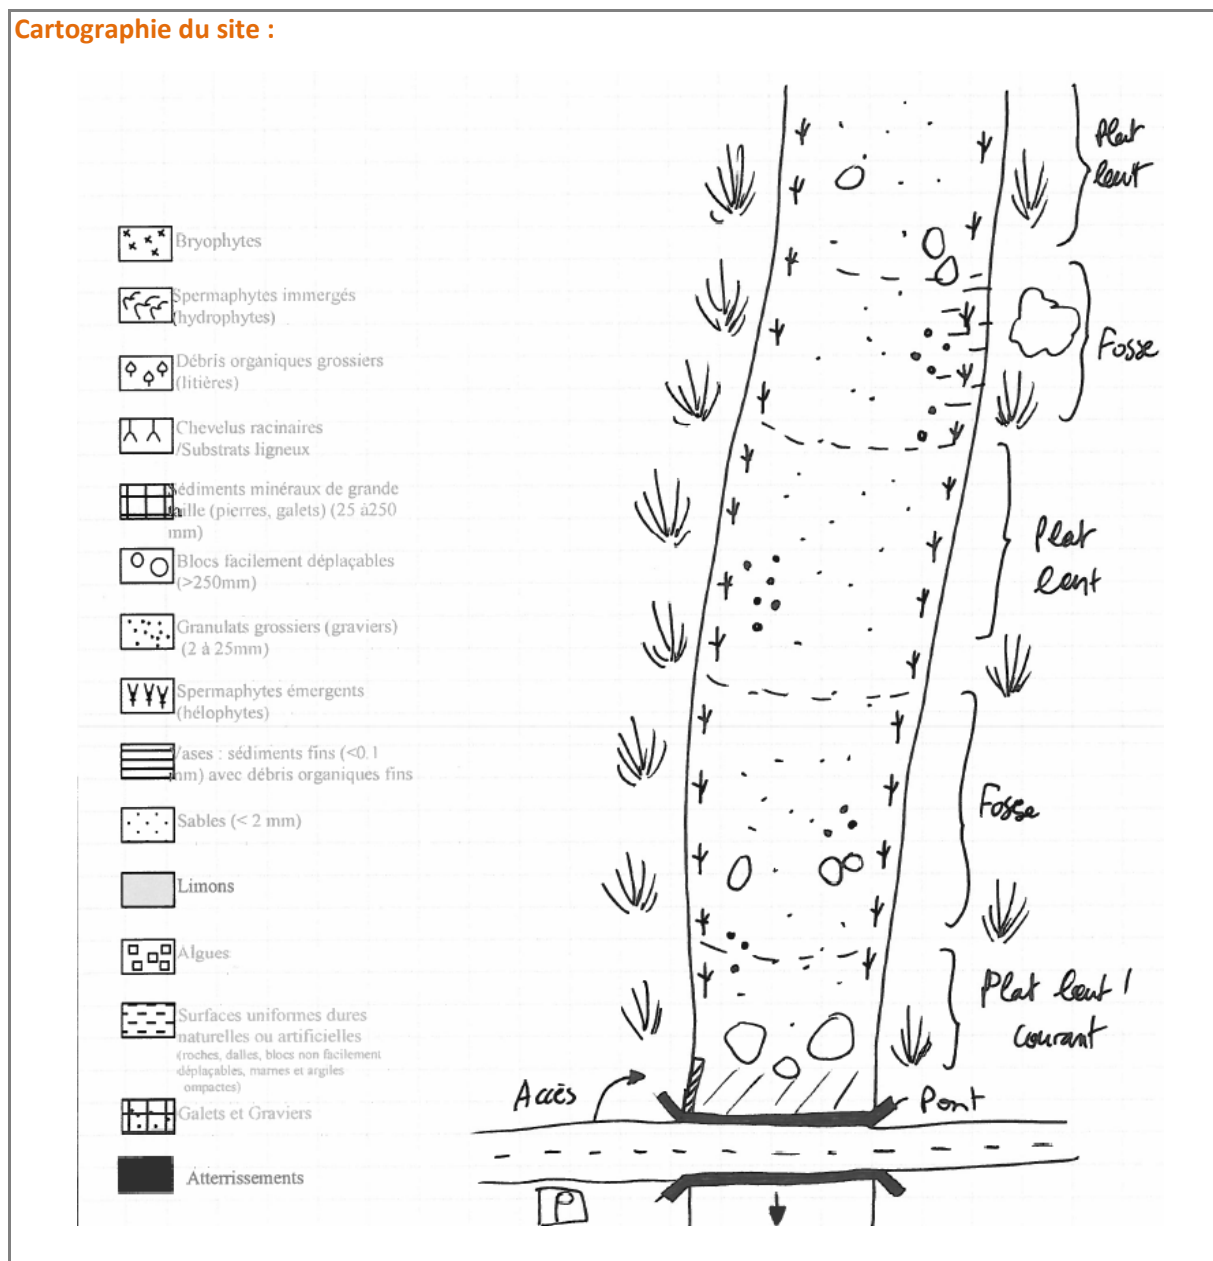 Cartographie du site :
Bryophytes
Spermaphytes immergés
(hydrophytes)
Débris organiques grossiers
(litières)
Chevelus racinaires
/Substrats ligneux
Sédiments minéraux de grande
taille (pierres, galets) (25 à250
mm)
Blocs facilement déplaçables
(>250mm)
Granulats grossiers (graviers)
(2 à 25mm)
Spermaphytes émergents
(hélophytes)
Vases : sédiments fins (<0.1
mm) avec débris organiques fins
Sables (< 2 mm)
Limons
Algues
Surfaces uniformes dures
naturelles ou artificielles
(roches, dalles, blocs non facilement
déplaçables, marnes et argiles
ompactes)
Galets et Graviers
Atterrissements
Plat
lent
Fosse
Plat
lent
Fosse
Plat lent /
courant
Accès
Pont
P